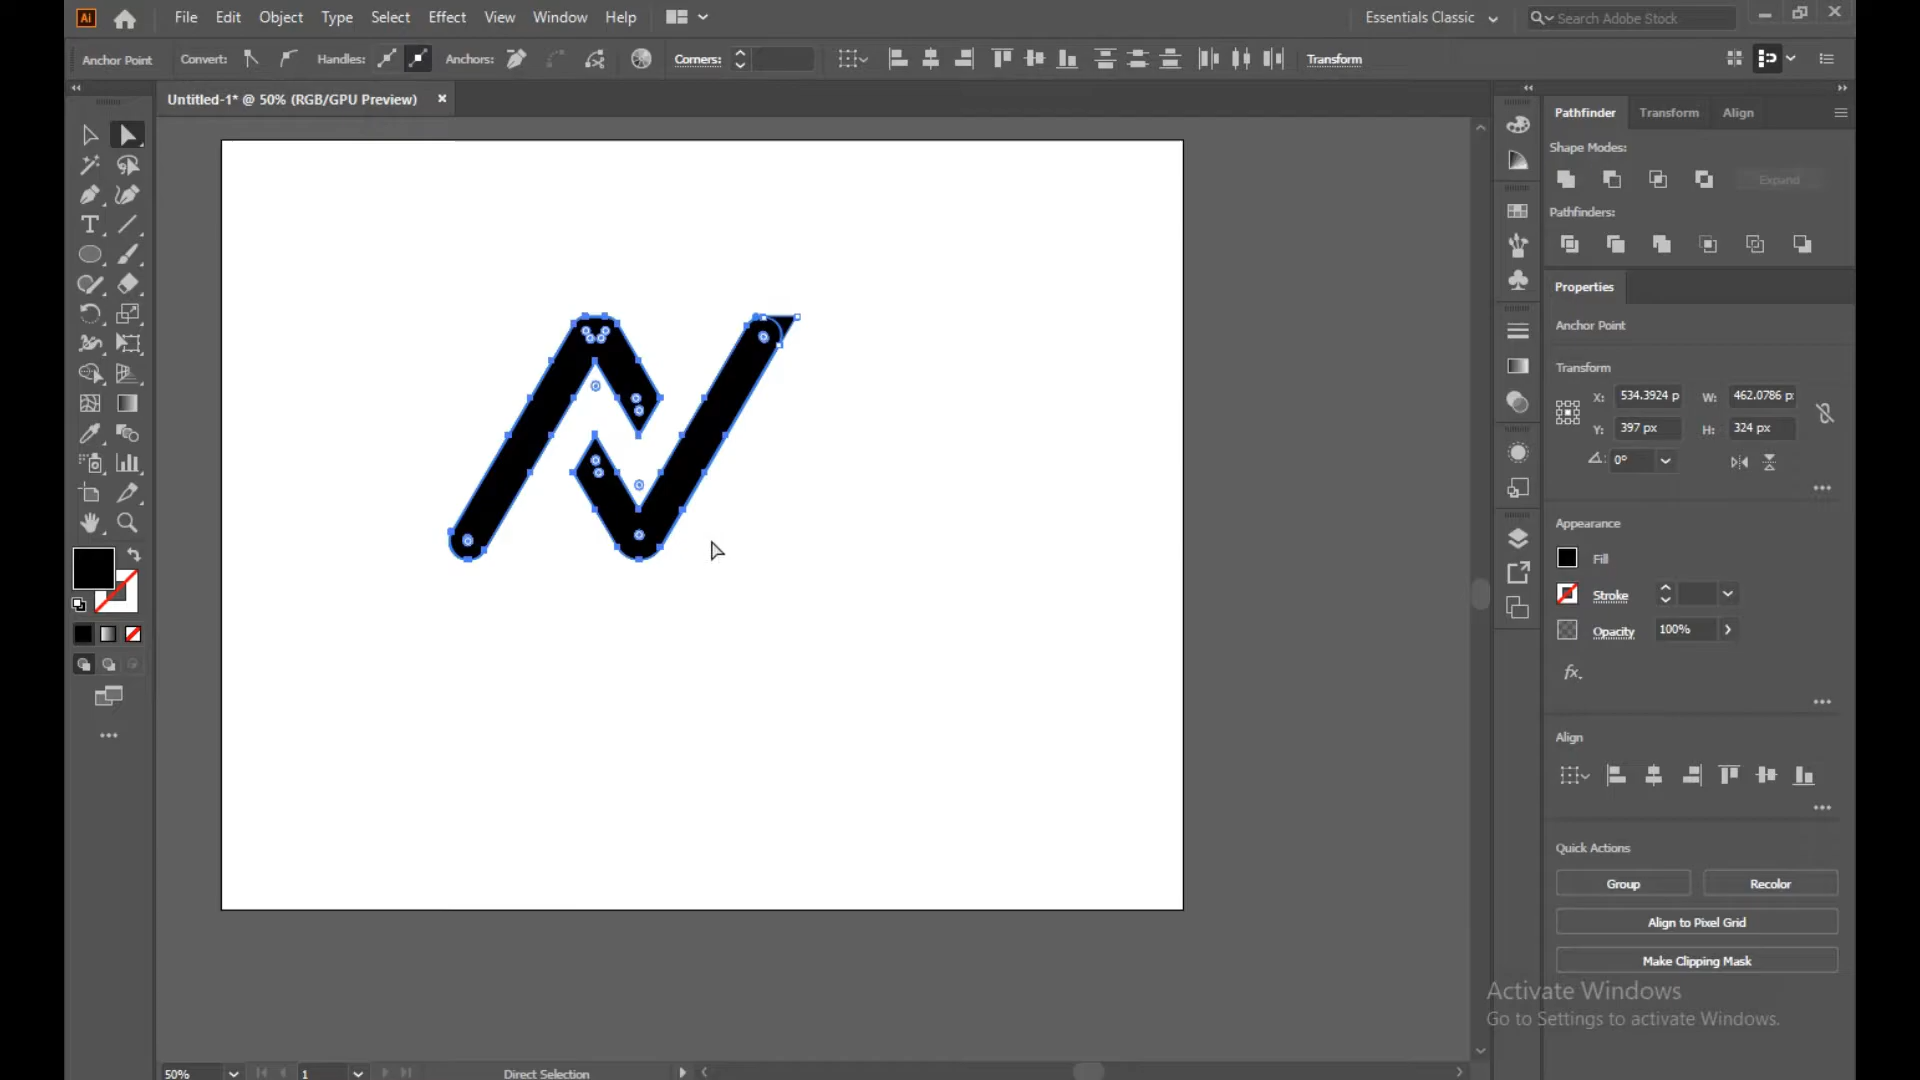 Ai File Edit Object Type Select Effect View Window Help Essentials Classic Search Adobe Stock
Anchor Point Convert: Handles: Anchors: Corners: Transform
Untitled-1* @ 50% (RGB/GPU Preview)
Pathfinder Transform Align
Shape Modes:
Expand
Pathfinders:
Properties
Anchor Point
Transform
X: 534.3924 p W: 462.0786 p
Y: 397 px H: 324 px
0°
Appearance
Fill
Stroke
Opacity 100%
fx
Align
Quick Actions
Group Recolor
Align to Pixel Grid
Make Clipping Mask
Activate Windows
Go to Settings to activate Windows.
50% 1 Direct Selection